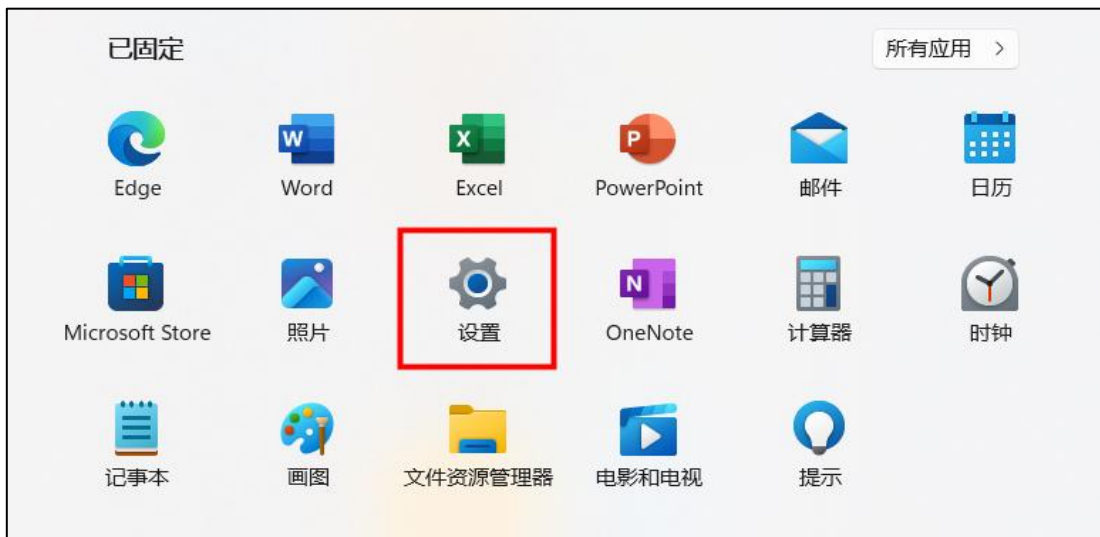 已固定
所有应用 >
Edge
Word
Excel
PowerPoint
邮件
日历
Microsoft Store
照片
设置
OneNote
计算器
时钟
记事本
画图
文件资源管理器
电影和电视
提示